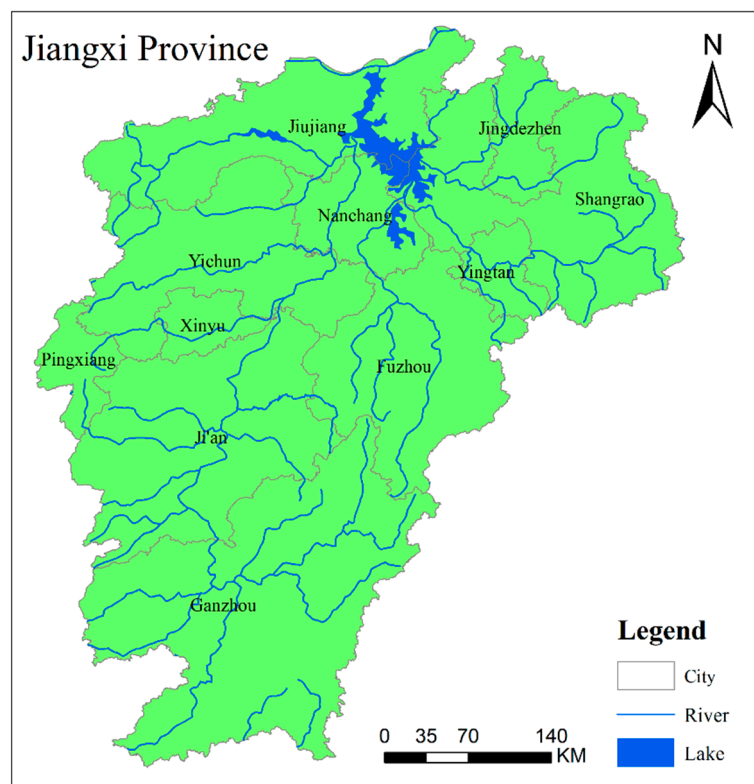 Jiangxi Province
N
Jiujiang
Jingdezhen
Shangrao
Nanchang
Yichun
Yingtan
Xinyu
Pingxiang
Fuzhou
Ji'an
Ganzhou
Legend
City
River
Lake
0 35 70 140
KM